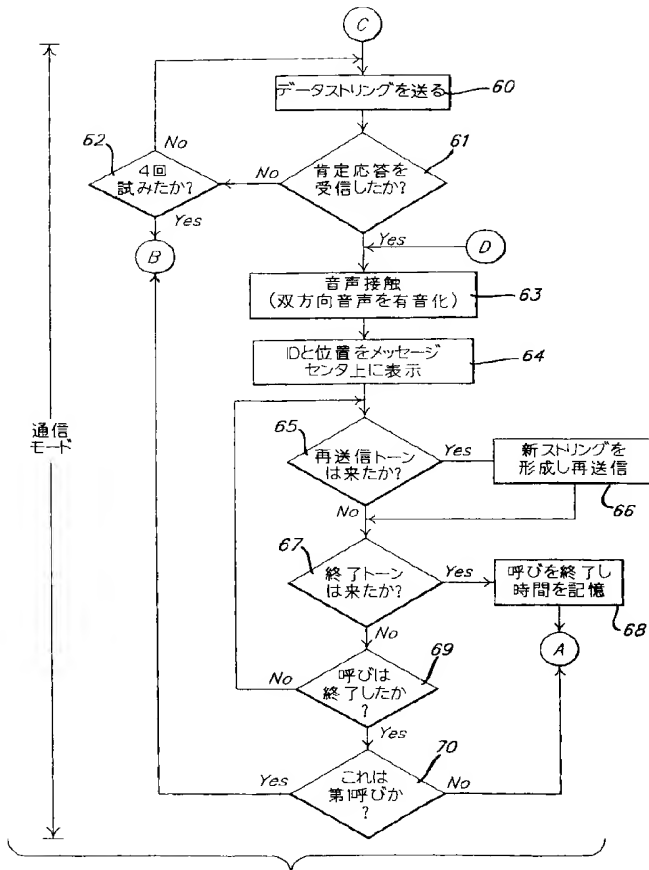 C
データストリングを送る
60
62
4回
試みたか?
No
61
肯定応答を
受信したか?
No
Yes
B
Yes
D
音声接触
(双方向音声を有音化)
63
IDと位置をメッセージ
センタ上に表示
64
通信
モード
65
再送信トーン
は来たか?
Yes
新ストリングを
形成し再送信
66
No
67
終了トーン
は来たか?
Yes
呼びを終了し
時間を記憶
68
No
A
69
呼びは
終了したか
?
No
Yes
70
これは
第1呼びか
?
Yes
No